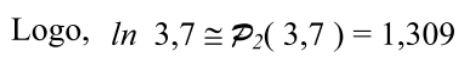 Logo, ln 3,7 ≅ 𝒫₂( 3,7 ) = 1,309